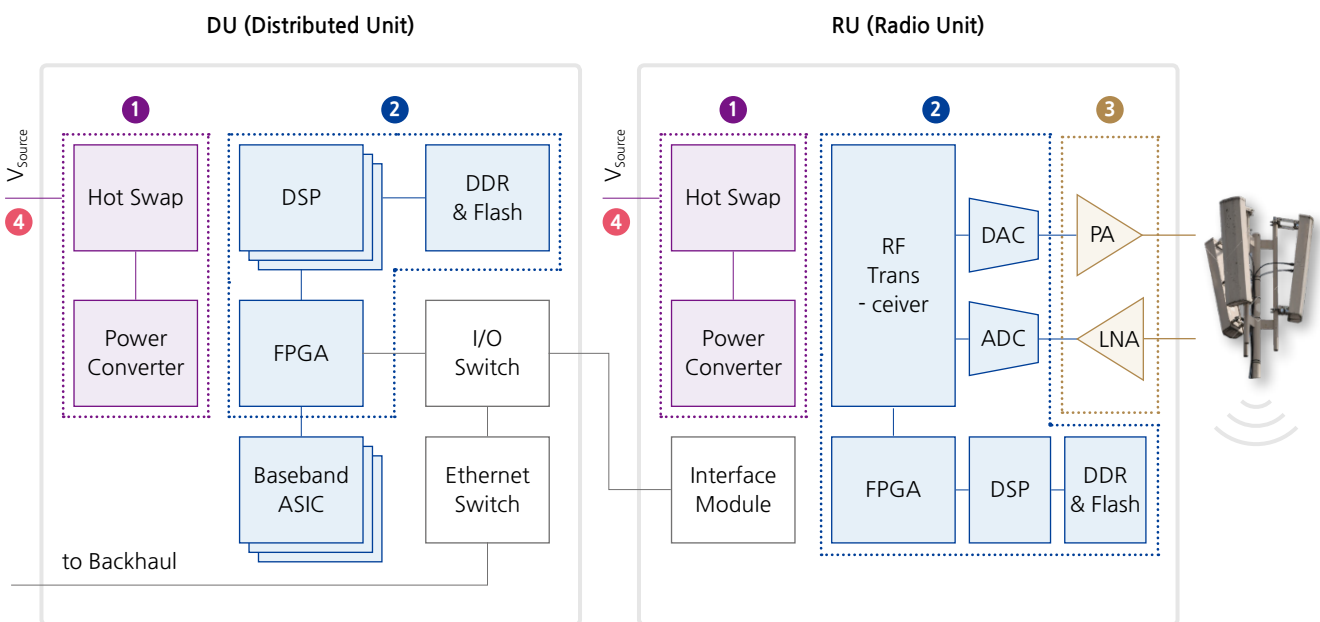 DU (Distributed Unit)
RU (Radio Unit)
1
2
1
2
3
VSource
4
Hot Swap
DSP
DDR
& Flash
Power
Converter
FPGA
I/O
Switch
Baseband
ASIC
Ethernet
Switch
to Backhaul
VSource
4
Hot Swap
Power
Converter
Interface
Module
RF
Trans
- ceiver
DAC
ADC
PA
LNA
FPGA
DSP
DDR
& Flash